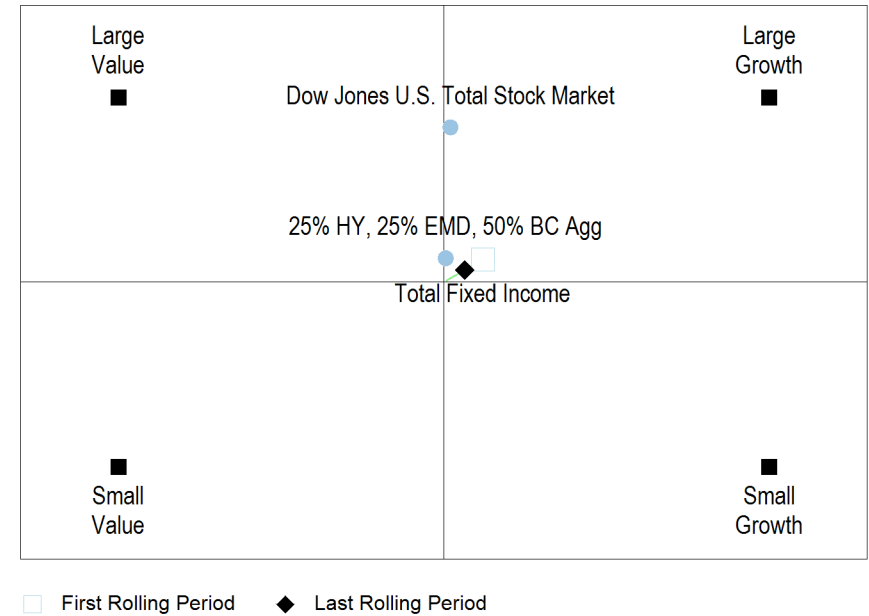 Large
Value
Large
Growth
Dow Jones U.S. Total Stock Market
25% HY, 25% EMD, 50% BC Agg
Total Fixed Income
Small
Value
Small
Growth
First Rolling Period
Last Rolling Period